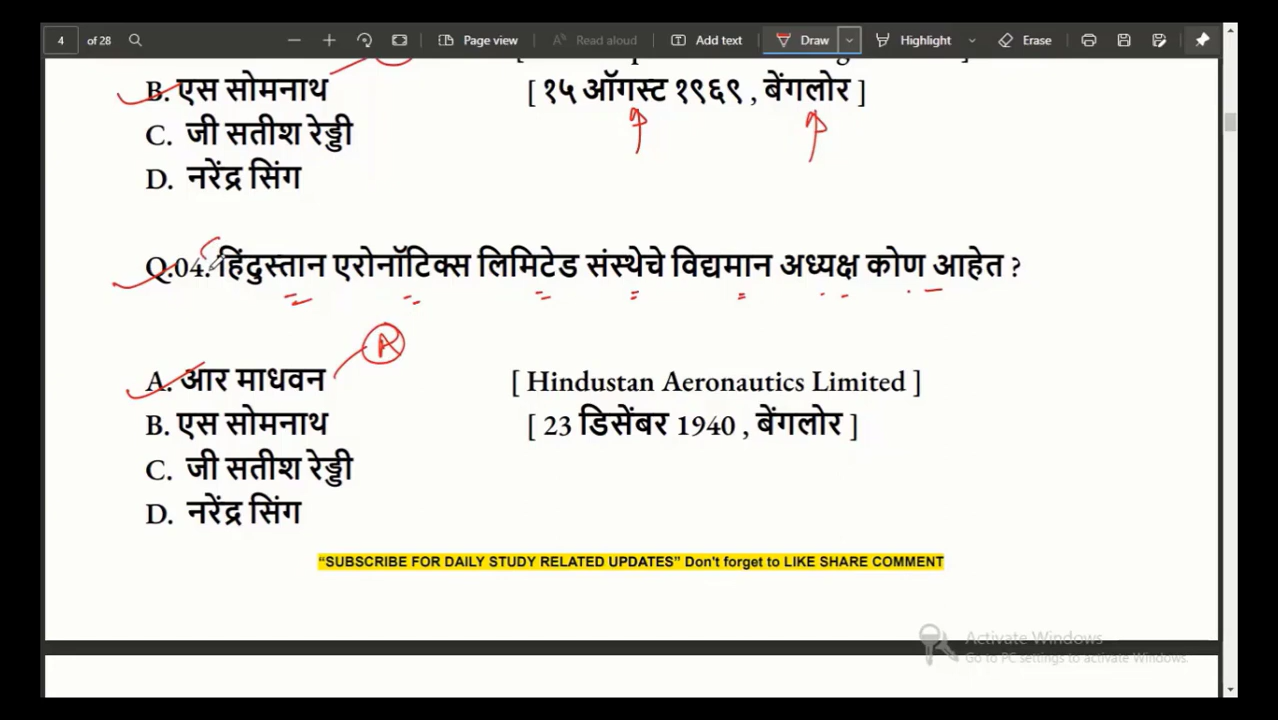 4 of 28 Page view Read aloud Add text Draw Highlight Erase
B. एस सोमनाथ [ १५ ऑगस्ट १९६९ , बेंगलोर ]
C. जी सतीश रेड्डी
D. नरेंद्र सिंग
Q.04. हिंदुस्तान एरोनॉटिक्स लिमिटेड संस्थेचे विद्यमान अध्यक्ष कोण आहेत ?
A
A. आर माधवन [ Hindustan Aeronautics Limited ]
B. एस सोमनाथ [ 23 डिसेंबर 1940 , बेंगलोर ]
C. जी सतीश रेड्डी
D. नरेंद्र सिंग
“SUBSCRIBE FOR DAILY STUDY RELATED UPDATES” Don't forget to LIKE SHARE COMMENT
Activate Windows
Go to PC settings to activate Windows.